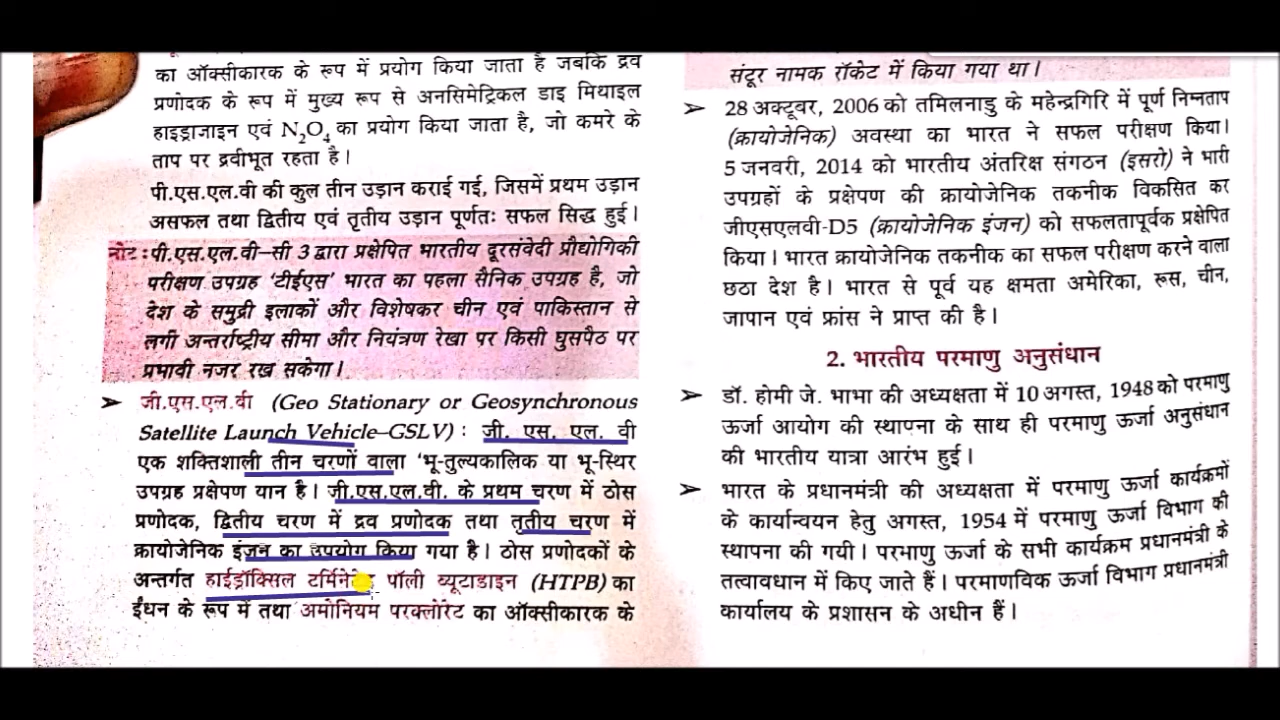 का ऑक्सीकारक के रूप में प्रयोग किया जाता है जबकि द्रव
प्रणोदक के रूप में मुख्य रूप से अनसिमेट्रिकल डाइ मिथाइल
हाइड्राजाइन एवं N₂O₄ का प्रयोग किया जाता है, जो कमरे के
ताप पर द्रवीभूत रहता है।
पी.एस.एल.वी की कुल तीन उड़ान कराई गई, जिसमें प्रथम उड़ान
असफल तथा द्वितीय एवं तृतीय उड़ान पूर्णतः सफल सिद्ध हुई।
नोट : पी.एस.एल.वी–सी 3 द्वारा प्रक्षेपित भारतीय दूरसंवेदी प्रौद्योगिकी
परीक्षण उपग्रह 'टीईएस' भारत का पहला सैनिक उपग्रह है, जो
देश के समुद्री इलाकों और विशेषकर चीन एवं पाकिस्तान से
लगी अन्तर्राष्ट्रीय सीमा और नियंत्रण रेखा पर किसी घुसपैठ पर
प्रभावी नजर रख सकेगा।
➢ जी.एस.एल.वी (Geo Stationary or Geosynchronous
Satellite Launch Vehicle–GSLV) : जी. एस. एल. वी
एक शक्तिशाली तीन चरणों वाला 'भू-तुल्यकालिक या भू-स्थिर
उपग्रह प्रक्षेपण यान है। जी.एस.एल.वी. के प्रथम चरण में ठोस
प्रणोदक, द्वितीय चरण में द्रव प्रणोदक तथा तृतीय चरण में
क्रायोजेनिक इंजन का उपयोग किया गया है। ठोस प्रणोदकों के
अन्तर्गत हाईड्रॉक्सिल टर्मिनेटेड पॉली व्यूटाडाइन (HTPB) का
ईंधन के रूप में तथा अमोनियम परक्लोरेट का ऑक्सीकारक के
संदूर नामक रॉकेट में किया गया था।
➢ 28 अक्टूबर, 2006 को तमिलनाडु के महेन्द्रगिरि में पूर्ण निम्नताप
(क्रायोजेनिक) अवस्था का भारत ने सफल परीक्षण किया।
5 जनवरी, 2014 को भारतीय अंतरिक्ष संगठन (इसरो) ने भारी
उपग्रहों के प्रक्षेपण की क्रायोजेनिक तकनीक विकसित कर
जीएसएलवी-D5 (क्रायोजेनिक इंजन) को सफलतापूर्वक प्रक्षेपित
किया। भारत क्रायोजेनिक तकनीक का सफल परीक्षण करने वाला
छठा देश है। भारत से पूर्व यह क्षमता अमेरिका, रूस, चीन,
जापान एवं फ्रांस ने प्राप्त की है।
2. भारतीय परमाणु अनुसंधान
➢ डॉ. होमी जे. भाभा की अध्यक्षता में 10 अगस्त, 1948 को परमाणु
ऊर्जा आयोग की स्थापना के साथ ही परमाणु ऊर्जा अनुसंधान
की भारतीय यात्रा आरंभ हुई।
➢ भारत के प्रधानमंत्री की अध्यक्षता में परमाणु ऊर्जा कार्यक्रमों
के कार्यान्वयन हेतु अगस्त, 1954 में परमाणु ऊर्जा विभाग की
स्थापना की गयी। परमाणु ऊर्जा के सभी कार्यक्रम प्रधानमंत्री के
तत्वावधान में किए जाते हैं। परमाणविक ऊर्जा विभाग प्रधानमंत्री
कार्यालय के प्रशासन के अधीन हैं।